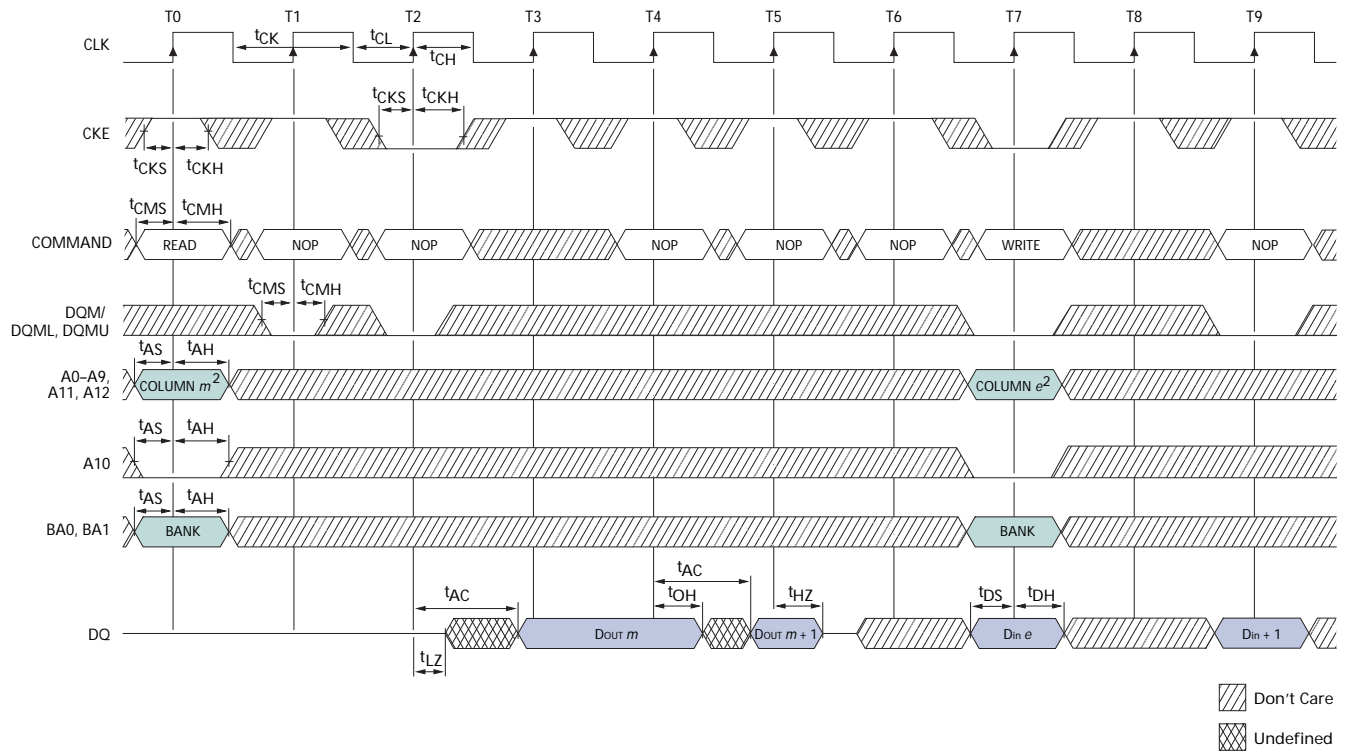 T0 T1 T2 T3 T4 T5 T6 T7 T8 T9
CLK
tCK tCL
tCH
tCKS tCKH
CKE
tCKS tCKH
tCMS tCMH
COMMAND READ NOP NOP NOP NOP NOP WRITE NOP
tCMS tCMH
DQM/
DQML, DQMU
tAS tAH
A0–A9,
A11, A12
COLUMN m² COLUMN e²
tAS tAH
A10
tAS tAH
BA0, BA1 BANK BANK
tAC tAC
tOH tHZ tDS tDH
DQ DOUT m DOUT m + 1 Din e Din + 1
tLZ
Don't Care
Undefined